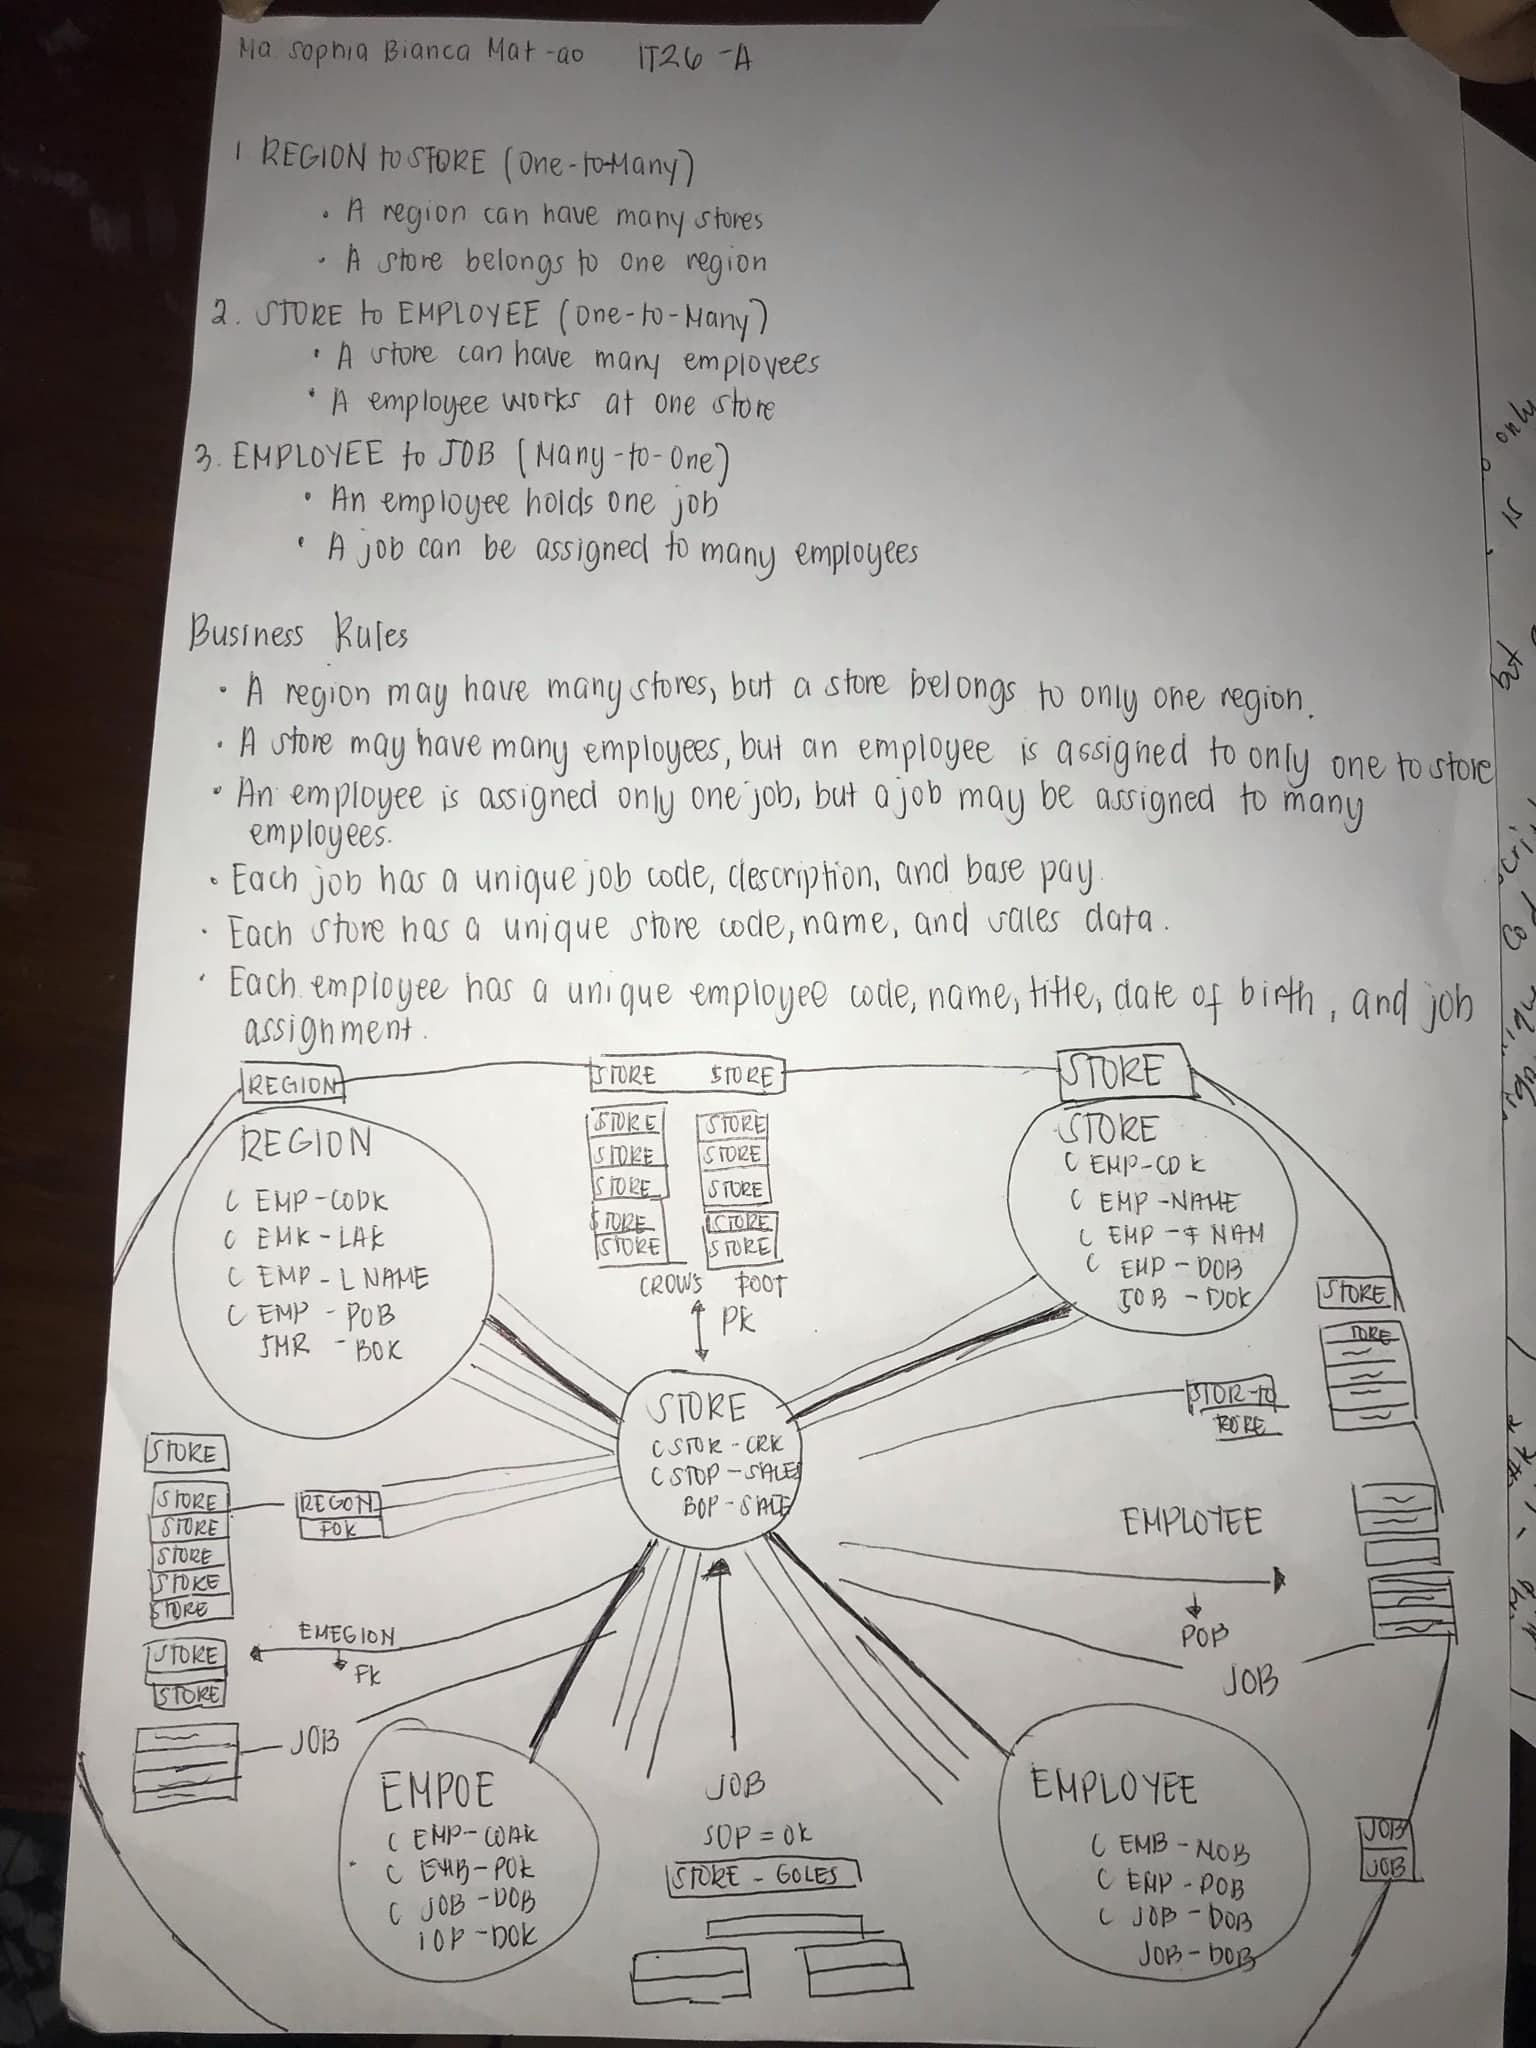 Ma Sophia Bianca Mat-ao IT26-A
1 REGION to STORE (One-to-Many)
• A region can have many stores
• A store belongs to one region
2. STORE to EMPLOYEE (One-to-Many)
• A store can have many employees
• A employee works at one store
3. EMPLOYEE to JOB (Many-to-One)
• An employee holds one job
• A job can be assigned to many employees
Business Rules
• A region may have many stores, but a store belongs to only one region.
• A store may have many employees, but an employee is assigned to only one to store
• An employee is assigned only one job, but a job may be assigned to many
employees.
• Each job has a unique job code, description, and base pay.
• Each store has a unique store code, name, and sales data.
• Each employee has a unique employee code, name, title, date of birth, and job
assignment.
REGION
STORE STORE
STORE
REGION
C EMP-CODK
C EMK-LAK
C EMP-L NAME
C EMP-POB
JMR-BOK
STORE STORE
STORE STORE
STORE STORE
STORE STORE
STORE STORE
CROWS FOOT
PK
STORE
C EMP-CDK
C EMP-NAME
C EMP-F NAM
C EMP-DOB
JOB-DOK
STORE
TORE
STOR-TO
RORE
STORE
C STOR-CRK
C STOP-SALES
BOP-SALE
STORE
STORE
STORE
STORE
STORE
STORE
REGON
FOK
STORE
STORE
EMEGION
FK
JOB
EMPLOYEE
POB
JOB
EMPOE
C EMP-COAK
C EMB-POK
C JOB-DOB
IOP-DOK
JOB
SOP=OK
STORE-GOLES
EMPLOYEE
C EMB-NOB
C EMP-POB
C JOB-DOB
JOB-DOB
JOB
JOB
only
is
but